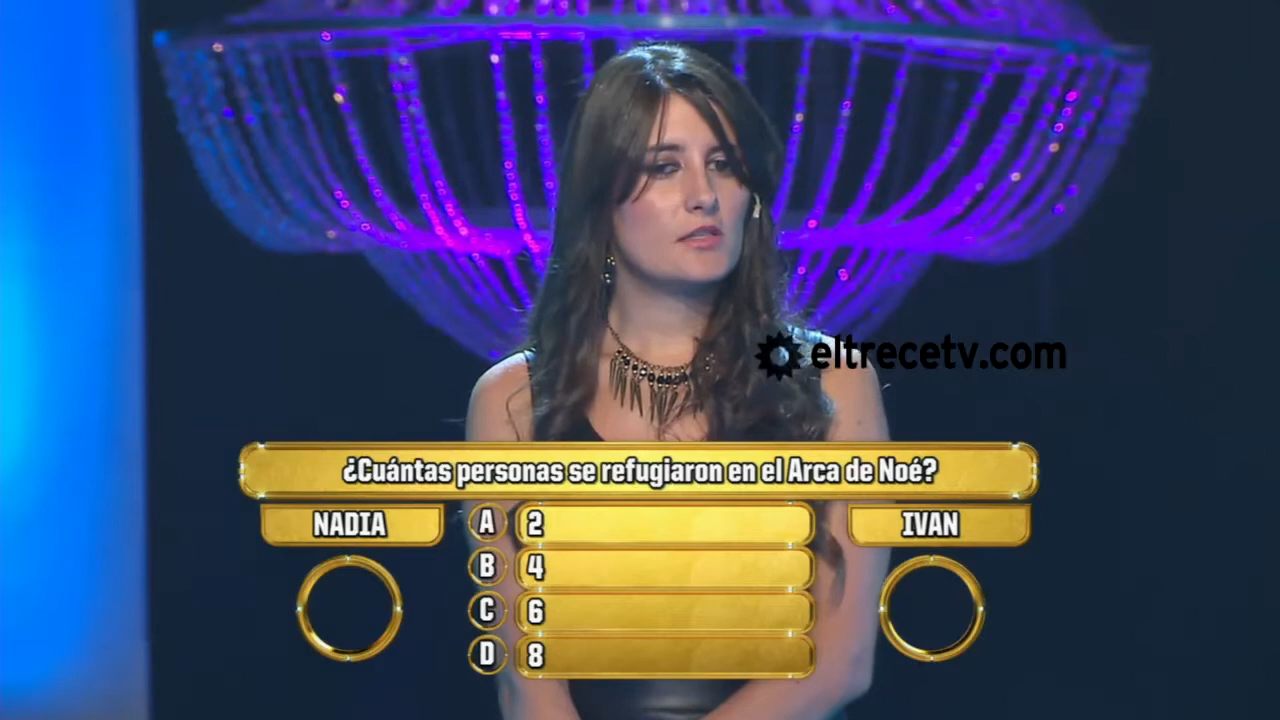 eltrecetv.com
¿Cuántas personas se refugiaron en el Arca de Noé?
NADIA
IVAN
A 2
B 4
C 6
D 8